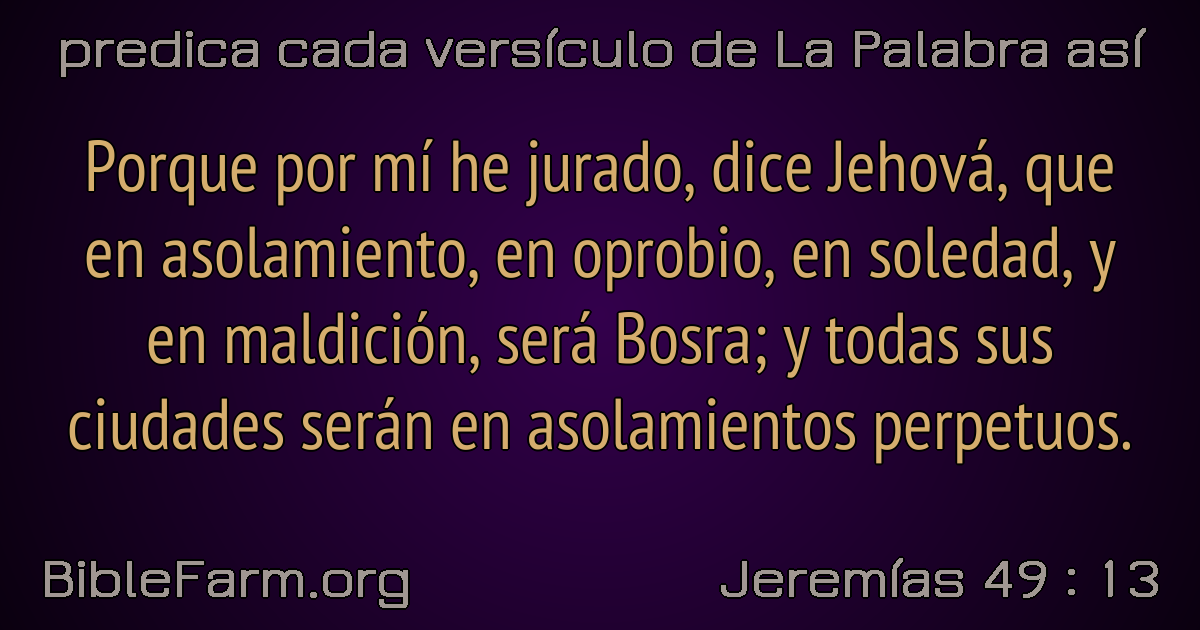 predica cada versículo de La Palabra así
Porque por mí he jurado, dice Jehová, que
en asolamiento, en oprobio, en soledad, y
en maldición, será Bosra; y todas sus
ciudades serán en asolamientos perpetuos.
BibleFarm.org
Jeremías 49 : 13